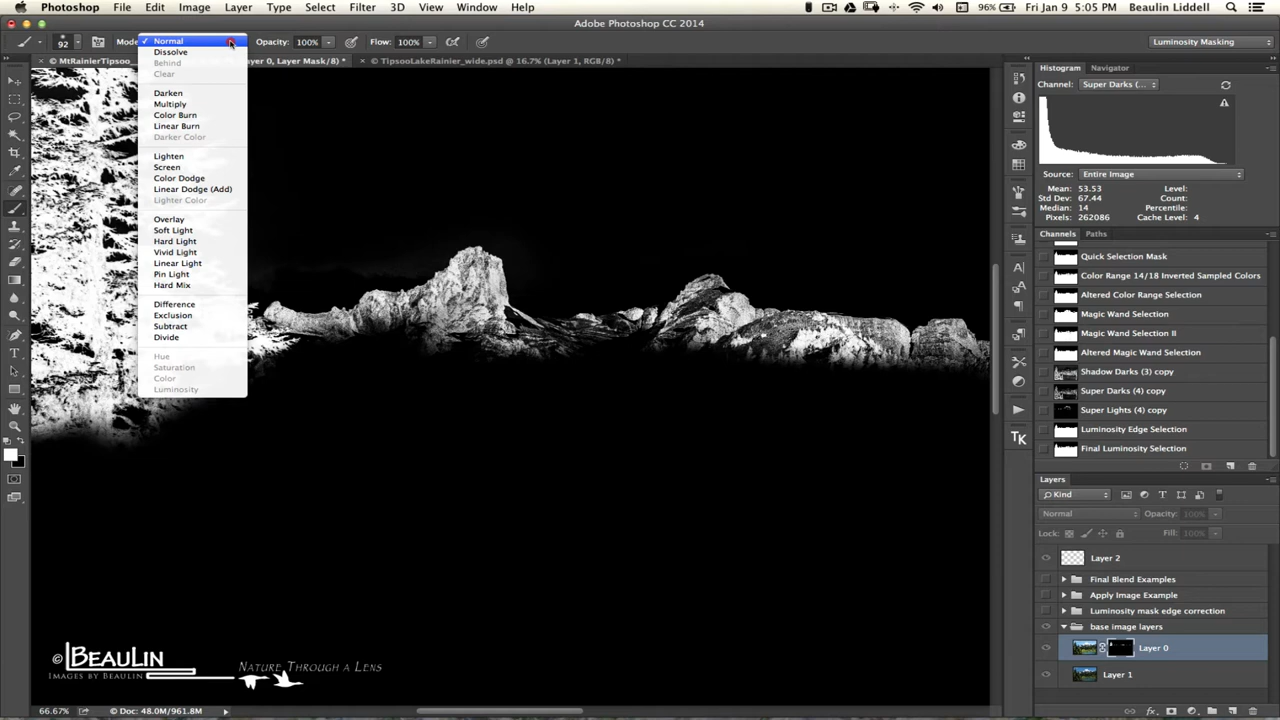 Photoshop File Edit Image Layer Type Select Filter 3D View Window Help
96% Fri Jan 9 5:05 PM Beaulin Liddell
Adobe Photoshop CC 2014
92 Mode Normal Opacity: 100% Flow: 100% Luminosity Masking
© MtRainierTipsoo_ ayer 0, Layer Mask/8) * © TipsooLakeRainier_wide.psd @ 16.7% (Layer 1, RGB/8) *
Dissolve
Behind
Clear
Darken
Multiply
Color Burn
Linear Burn
Darker Color
Lighten
Screen
Color Dodge
Linear Dodge (Add)
Lighter Color
Overlay
Soft Light
Hard Light
Vivid Light
Linear Light
Pin Light
Hard Mix
Difference
Exclusion
Subtract
Divide
Hue
Saturation
Color
Luminosity
Histogram Navigator
Channel: Super Darks (...
Source: Entire Image
Mean: 53.53 Level:
Std Dev: 67.44 Count:
Median: 14 Percentile:
Pixels: 262086 Cache Level: 4
Channels Paths
Quick Selection Mask
Color Range 14/18 Inverted Sampled Colors
Altered Color Range Selection
Magic Wand Selection
Magic Wand Selection II
Altered Magic Wand Selection
Shadow Darks (3) copy
Super Darks (4) copy
Super Lights (4) copy
Luminosity Edge Selection
Final Luminosity Selection
TK
Layers
Kind
Normal Opacity: 100%
Lock: Fill: 100%
Layer 2
Final Blend Examples
Apply Image Example
Luminosity mask edge correction
base image layers
Layer 0
Layer 1
© BEAULIN
IMAGES BY BEAULIN
NATURE THROUGH A LENS
66.67% Doc: 48.0M/961.8M